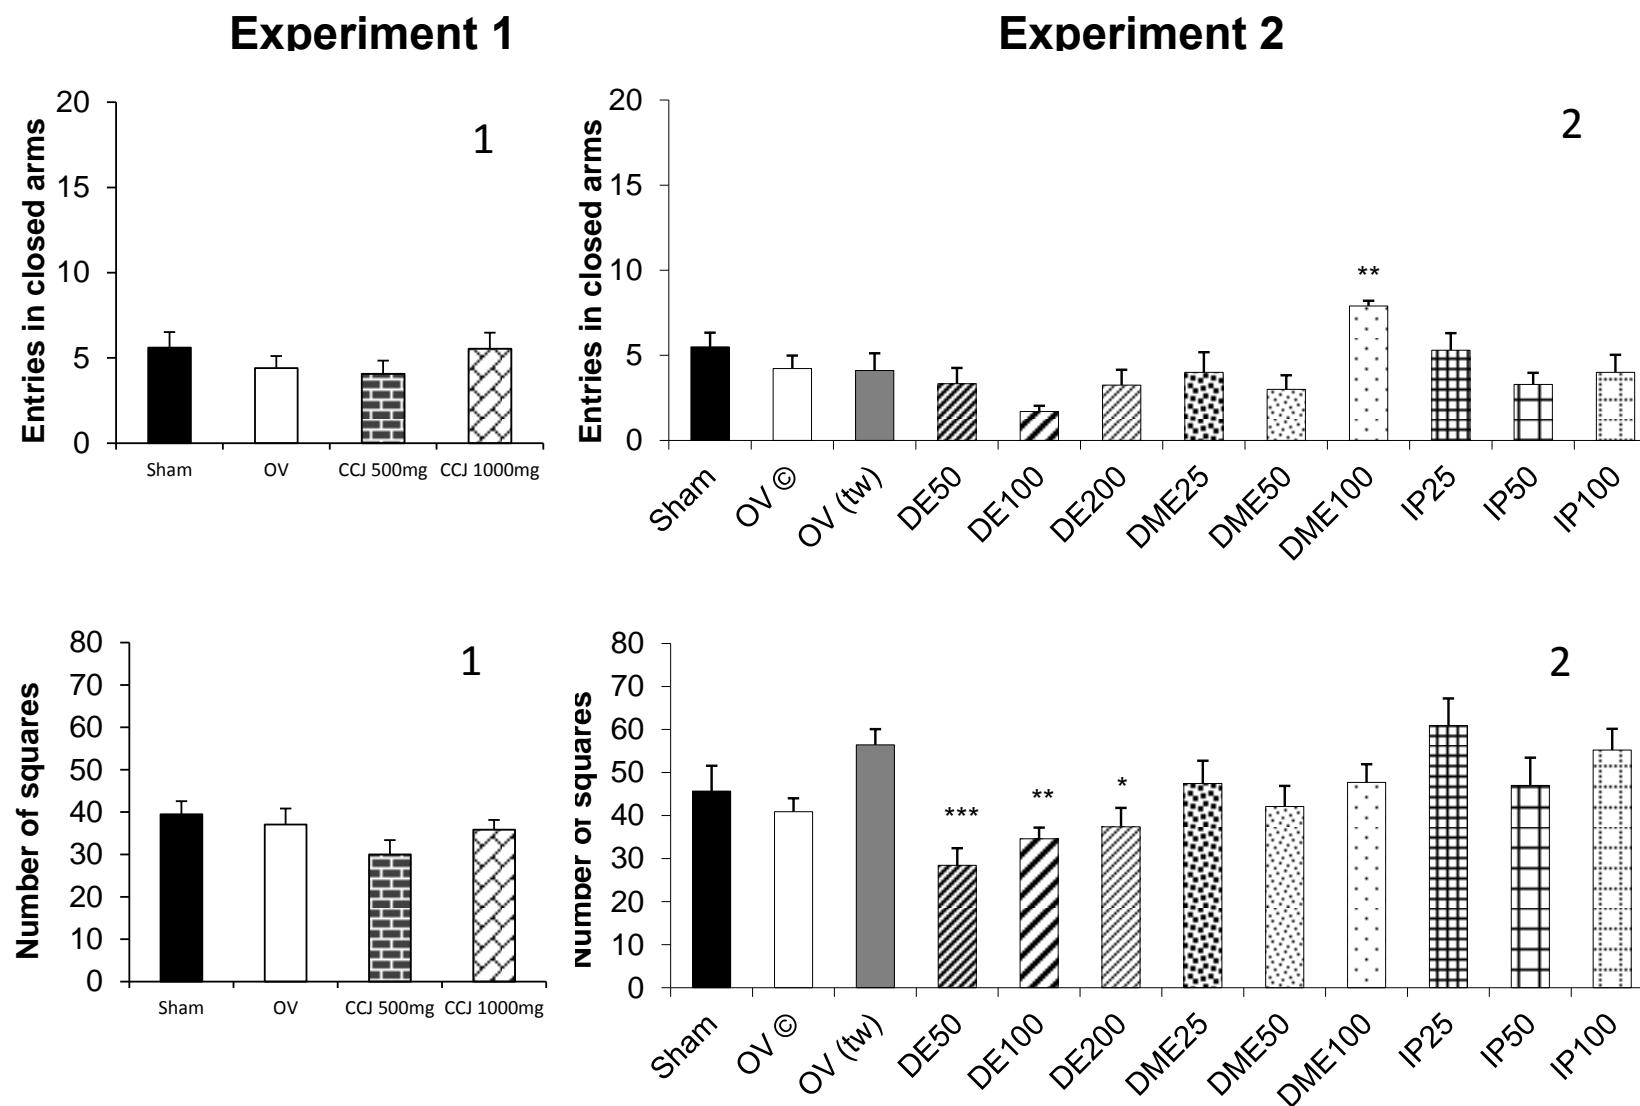 Experiment 1
Experiment 2
Entries in closed arms
20
15
10
5
0
1
Sham
OV
CCJ 500mg
CCJ 1000mg
Entries in closed arms
20
15
10
5
0
2
**
Sham
OV ©
OV (tw)
DE50
DE100
DE200
DME25
DME50
DME100
IP25
IP50
IP100
Number of squares
80
70
60
50
40
30
20
10
0
1
Sham
OV
CCJ 500mg
CCJ 1000mg
Number of squares
80
70
60
50
40
30
20
10
0
2
***
**
*
Sham
OV ©
OV (tw)
DE50
DE100
DE200
DME25
DME50
DME100
IP25
IP50
IP100